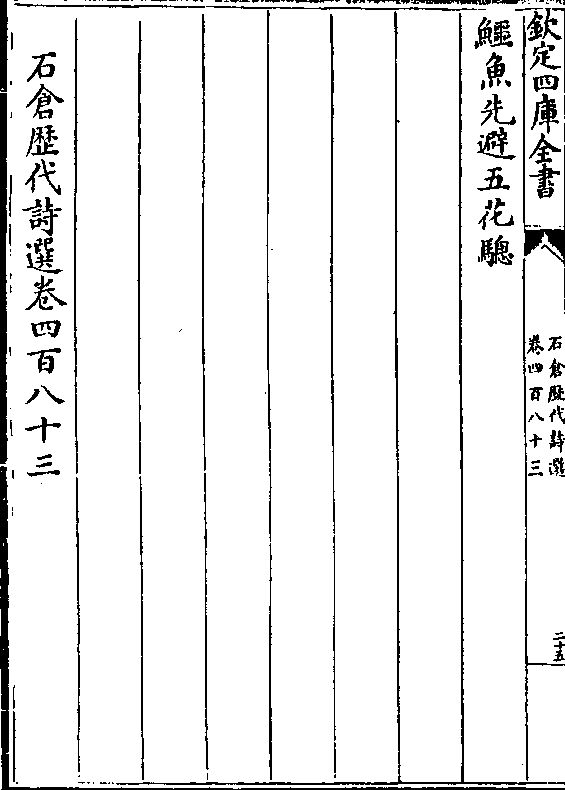 欽定四庫全書
石倉歷代詩選
卷四百八十三
二十五
鱷魚先避五花驄
石倉歷代詩選卷四百八十三